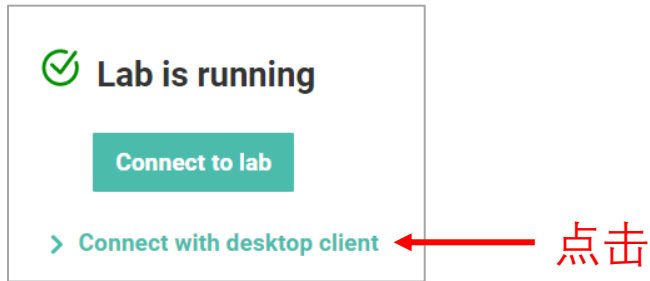 Lab is running
Connect to lab
Connect with desktop client
点击